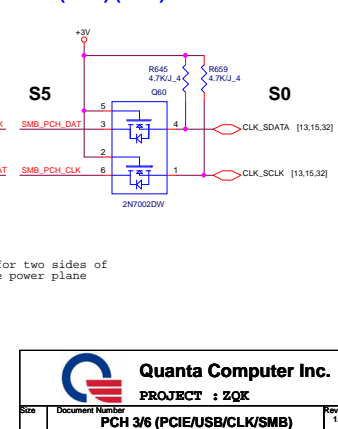 +3V
R645 R659
4.7K/J_4 4.7K/J_4
Q60
S5 S0
5
SMB_PCH_DAT 3 4 CLK_SDATA [13,15,32]
2
SMB_PCH_CLK 6 1 CLK_SCLK [13,15,32]
2N7002DW
for two sides of
power plane
Quanta Computer Inc.
PROJECT : ZQK
Size Document Number Rev
PCH 3/6 (PCIE/USB/CLK/SMB)